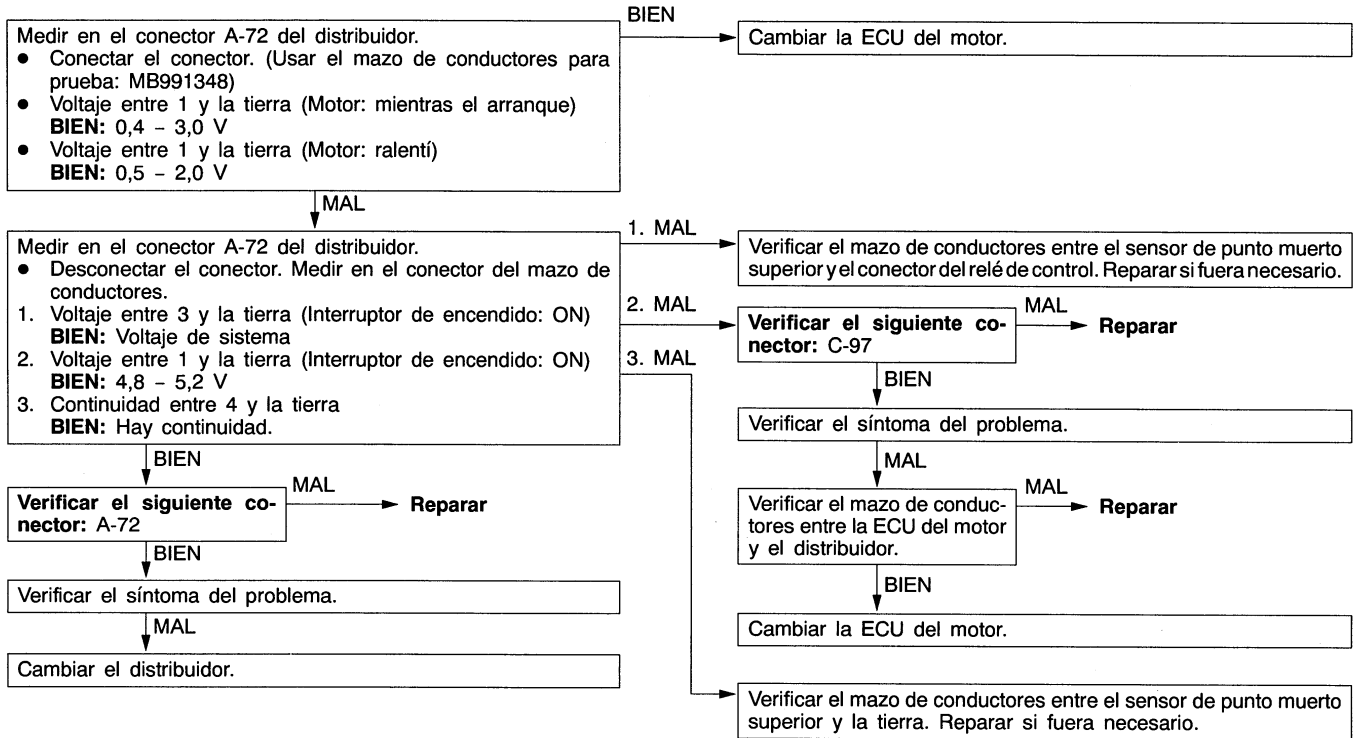 Medir en el conector A-72 del distribuidor.
● Conectar el conector. (Usar el mazo de conductores para
prueba: MB991348)
● Voltaje entre 1 y la tierra (Motor: mientras el arranque)
BIEN: 0,4 – 3,0 V
● Voltaje entre 1 y la tierra (Motor: ralentí)
BIEN: 0,5 – 2,0 V
BIEN
Cambiar la ECU del motor.
MAL
Medir en el conector A-72 del distribuidor.
● Desconectar el conector. Medir en el conector del mazo de
conductores.
1. Voltaje entre 3 y la tierra (Interruptor de encendido: ON)
BIEN: Voltaje de sistema
2. Voltaje entre 1 y la tierra (Interruptor de encendido: ON)
BIEN: 4,8 – 5,2 V
3. Continuidad entre 4 y la tierra
BIEN: Hay continuidad.
1. MAL
Verificar el mazo de conductores entre el sensor de punto muerto
superior y el conector del relé de control. Reparar si fuera necesario.
2. MAL
Verificar el siguiente co-
nector: C-97
MAL
Reparar
BIEN
Verificar el síntoma del problema.
MAL
Verificar el mazo de conduc-
tores entre la ECU del motor
y el distribuidor.
MAL
Reparar
BIEN
Cambiar la ECU del motor.
3. MAL
Verificar el mazo de conductores entre el sensor de punto muerto
superior y la tierra. Reparar si fuera necesario.
BIEN
Verificar el siguiente co-
nector: A-72
MAL
Reparar
BIEN
Verificar el síntoma del problema.
MAL
Cambiar el distribuidor.